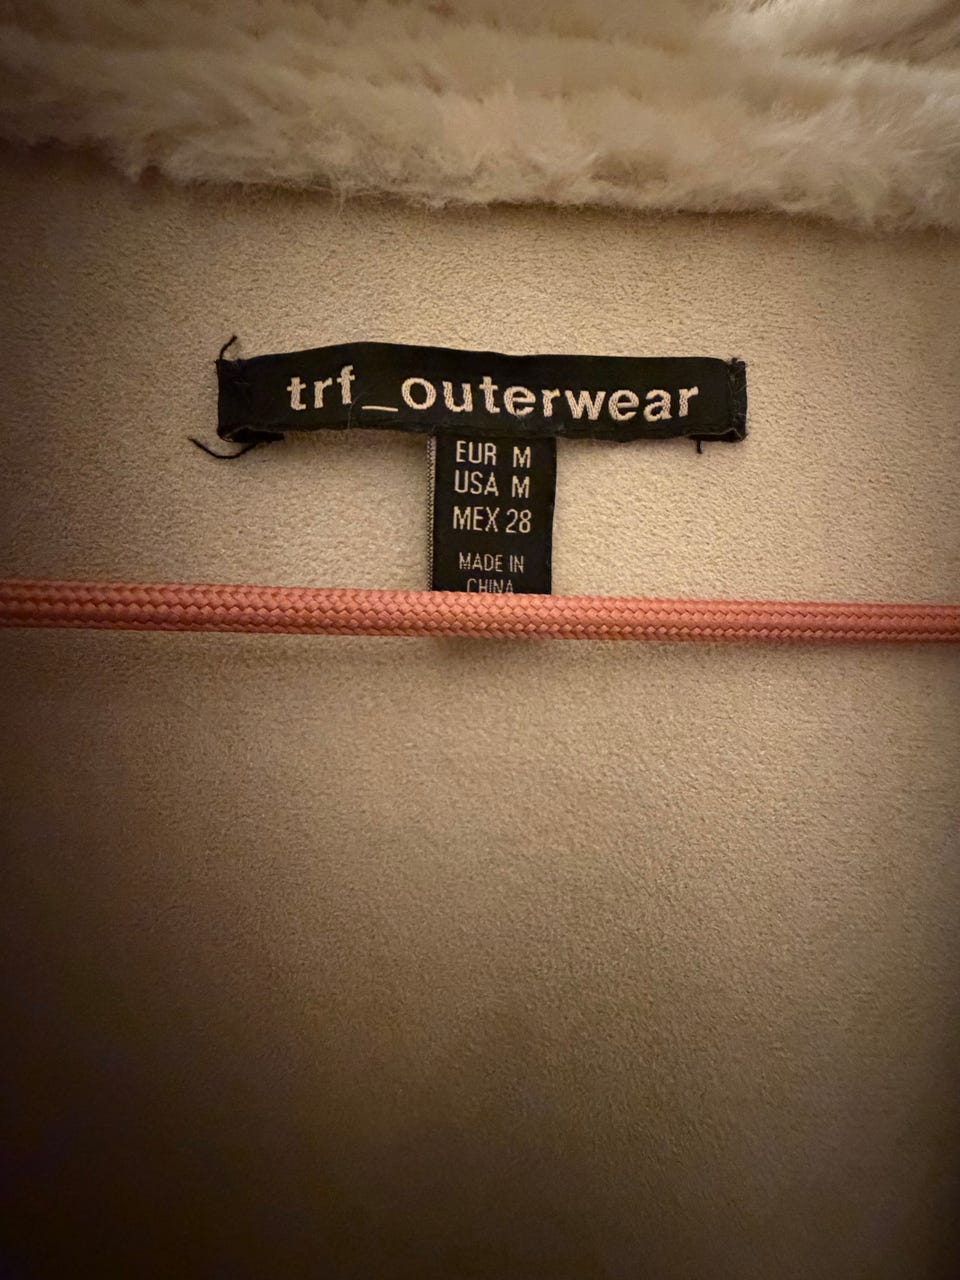 trf_outerwear
EUR M
USA M
MEX 28
MADE IN
CHINA